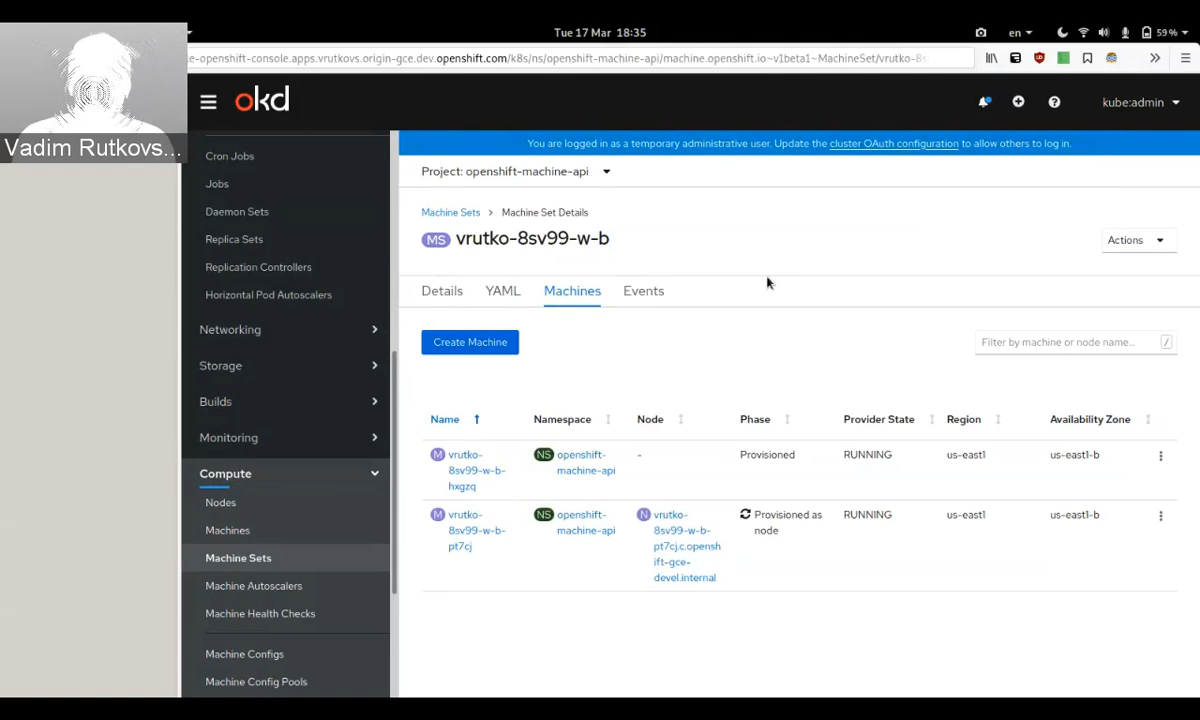 Tue 17 Mar 18:35
en
59%
Vadim Rutkovs...
e-openshift-console.apps.vrutkovs.origin-gce.dev.openshift.com/k8s/ns/openshift-machine-api/machine.openshift.io~v1beta1~MachineSet/vrutko-8s
okd
kube:admin
You are logged in as a temporary administrative user. Update the cluster OAuth configuration to allow others to log in.
Cron Jobs
Jobs
Daemon Sets
Replica Sets
Replication Controllers
Horizontal Pod Autoscalers
Networking
Storage
Builds
Monitoring
Compute
Nodes
Machines
Machine Sets
Machine Autoscalers
Machine Health Checks
Machine Configs
Machine Config Pools
Project: openshift-machine-api
Machine Sets > Machine Set Details
MS vrutko-8sv99-w-b
Actions
Details YAML Machines Events
Create Machine
Filter by machine or node name... /
Name Namespace Node Phase Provider State Region Availability Zone
M vrutko- NS openshift- - Provisioned RUNNING us-east1 us-east1-b
8sv99-w-b- machine-api
hxgzq
M vrutko- NS openshift- N vrutko- Provisioned as RUNNING us-east1 us-east1-b
8sv99-w-b- machine-api 8sv99-w-b- node
pt7cj pt7cj.c.opensh
ift-gce-
devel.internal